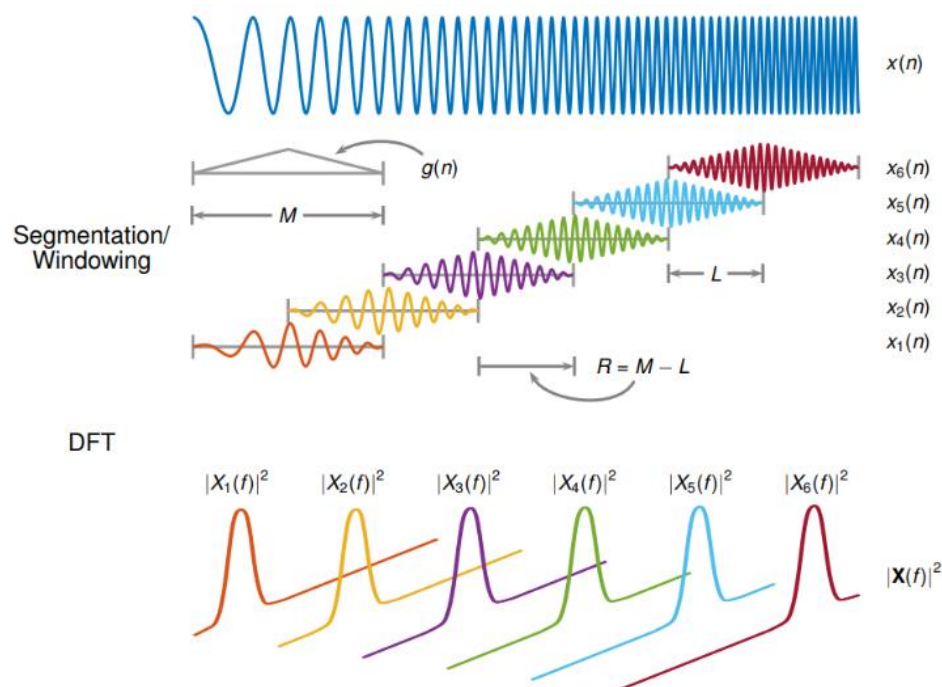 x(n)
g(n)
x₆(n)
M
x₅(n)
Segmentation/
Windowing
x₄(n)
L
x₃(n)
x₂(n)
x₁(n)
R = M − L
DFT
|X₁(f)|² |X₂(f)|² |X₃(f)|² |X₄(f)|² |X₅(f)|² |X₆(f)|²
|X(f)|²